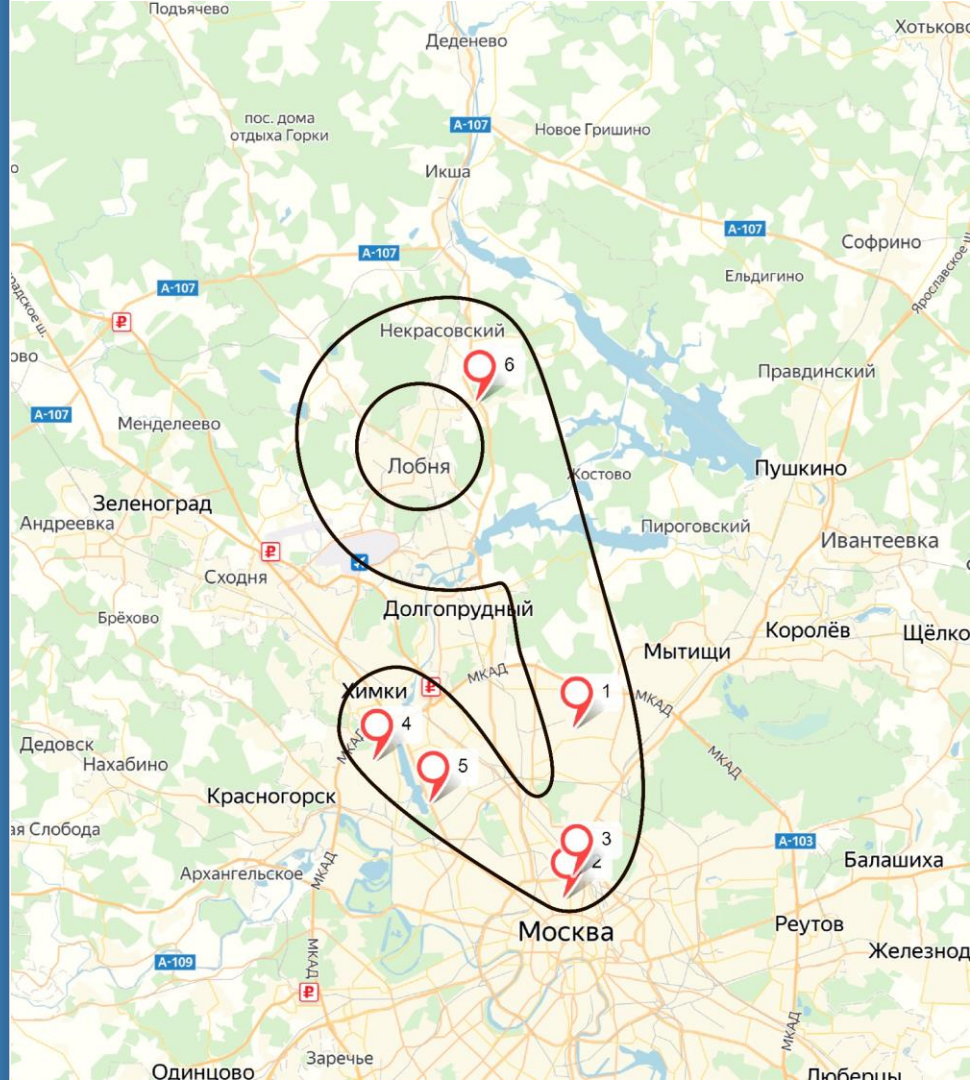 Подъячево
Хотьково
Деденево
пос. дома
отдыха Горки
А-107
Новое Гришино
Икша
А-107
А-107
Софрино
А-107
Ельдигино
Ярославское ш.
Некрасовский
6
Правдинский
А-107
Менделеево
Лобня
Жостово
Пушкино
Зеленоград
Андреевка
Пироговский
Ивантеевка
Сходня
Долгопрудный
Брёхово
Королёв
Щёлко
Мытищи
МКАД
Химки
1
МКАД
4
МКАД
Дедовск
Нахабино
5
МКАД
Красногорск
ая Слобода
3
А-103
2
Балашиха
Архангельское
МКАД
Москва
Реутов
Железнод
А-109
МКАД
МКАД
Заречье
Одинцово
Люберцы